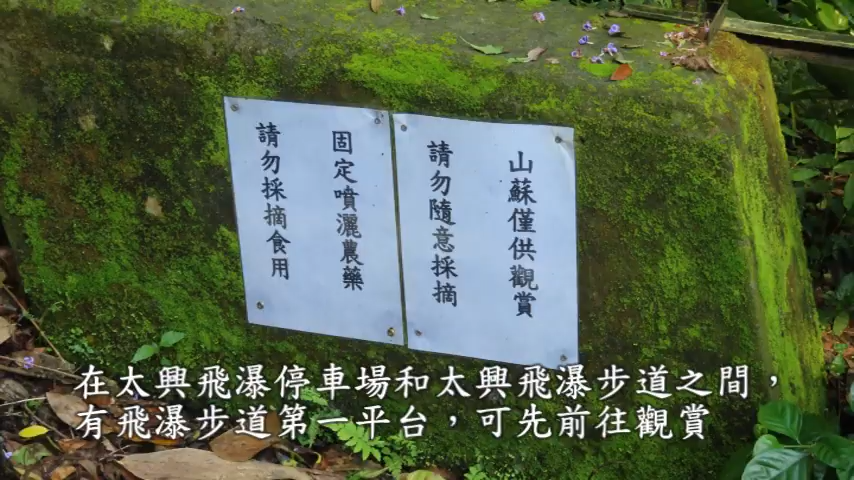 山蘇僅供觀賞
請勿隨意採摘
固定噴灑農藥
請勿採摘食用
在太興飛瀑停車場和太興飛瀑步道之間，
有飛瀑步道第一平台，可先前往觀賞